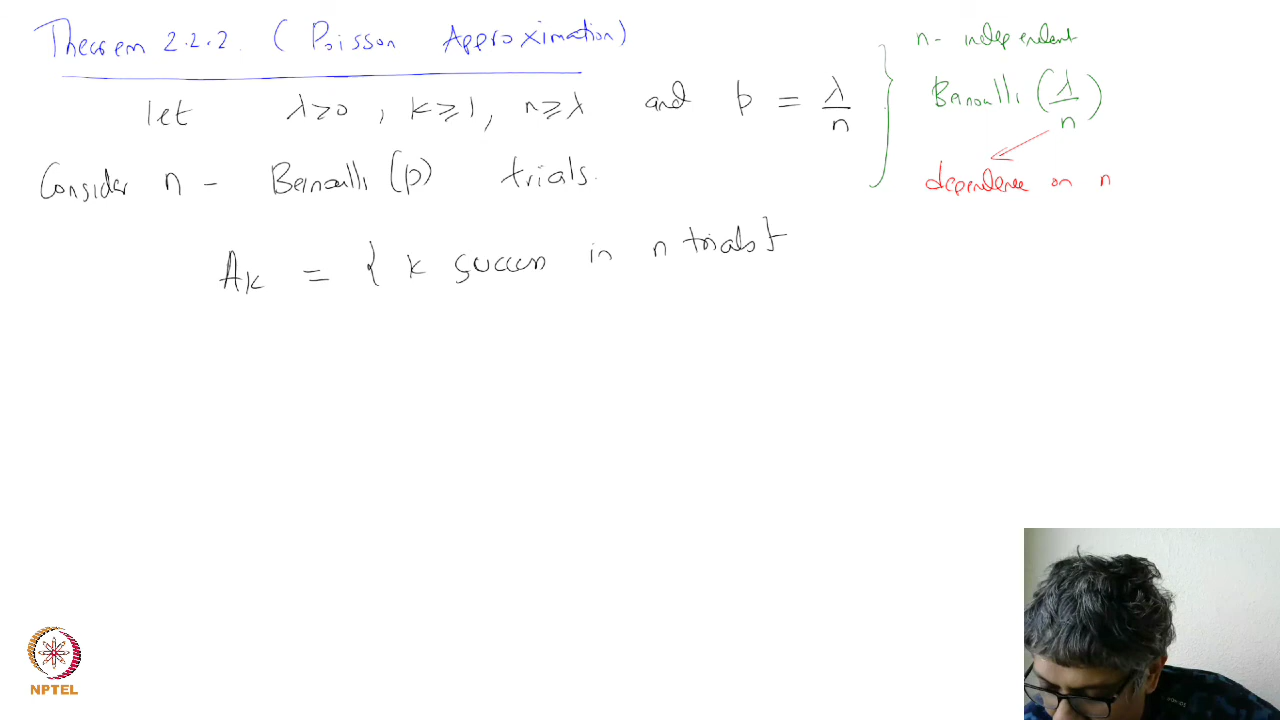 Theorem 2.2.2. (Poisson Approximation)
let λ>0, k⩾1, n⩾λ and p = λ/n
Consider n - Bernoulli (p) trials.
A_k = { k success in n trials }
n - independent
Bernoulli (λ/n)
dependence on n
NPTEL